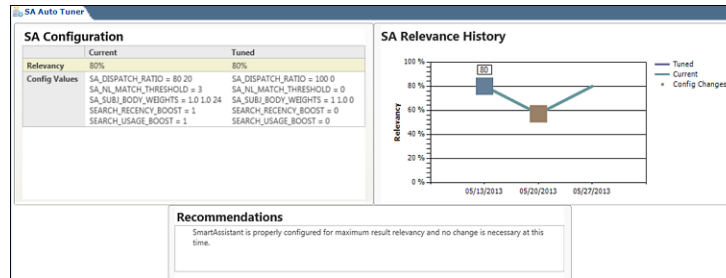 SA Auto Tuner
SA Configuration
Current Tuned
Relevancy 80% 80%
Config Values SA_DISPATCH_RATIO = 80 20 SA_DISPATCH_RATIO = 100 0
SA_NL_MATCH_THRESHOLD = 3 SA_NL_MATCH_THRESHOLD = 0
SA_SUBJ_BODY_WEIGHTS = 1.0 1.0 24 SA_SUBJ_BODY_WEIGHTS = 1 1.0 0
SEARCH_RECENCY_BOOST = 1 SEARCH_RECENCY_BOOST = 0
SEARCH_USAGE_BOOST = 1 SEARCH_USAGE_BOOST = 0
SA Relevance History
100 %
80 %
60 %
40 %
20 %
0 %
Relevancy
80
05/13/2013 05/20/2013 05/27/2013
Tuned
Current
Config Changes
Recommendations
SmartAssistant is properly configured for maximum result relevancy and no change is necessary at this
time.